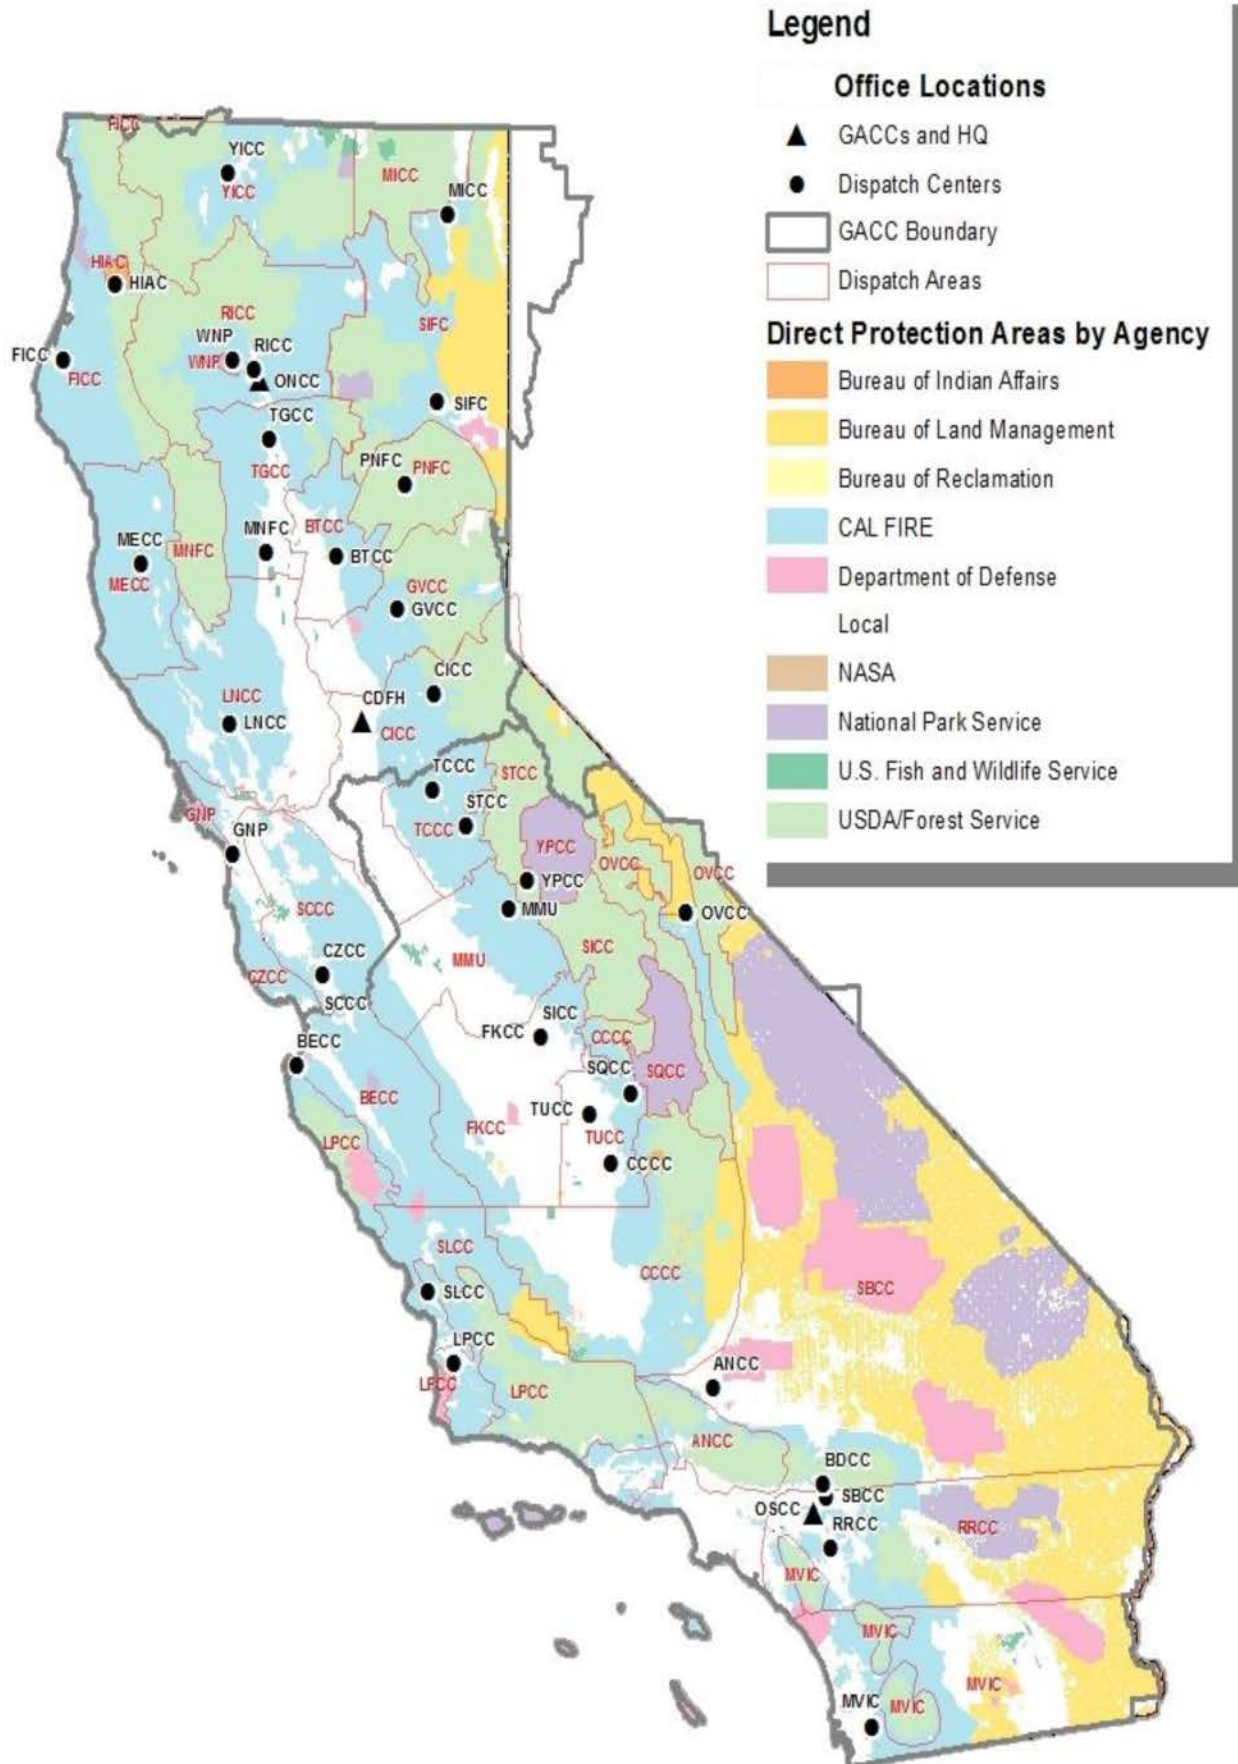 Legend
Office Locations
GACCs and HQ
Dispatch Centers
GACC Boundary
Dispatch Areas
Direct Protection Areas by Agency
Bureau of Indian Affairs
Bureau of Land Management
Bureau of Reclamation
CAL FIRE
Department of Defense
Local
NASA
National Park Service
U.S. Fish and Wildlife Service
USDA/Forest Service
FICC
YICC
YICC
MICC
MICC
HIAC
HIAC
RICC
SIFC
WNP
RICC
WNP
FICC
FICC
ONCC
SIFC
TGCC
TGCC
PNFC
PNFC
MNFC
BTCC
BTCC
MECC
MNFC
MECC
GVCC
GVCC
CICC
LNCC
CDFH
LNCC
CICC
TCCC
STCC
STCC
GNP
GNP
TCCC
YPCC
OVCC
OVCC
YPCC
SCCC
MMU
OVCC
CZCC
MMU
SICC
CZCC
SCCC
SICC
FKCC
CCCC
BECC
SQCC
SQCC
BECC
TUCC
FKCC
TUCC
LPCC
CCCC
SLCC
CCCC
SBCC
SLCC
LPCC
ANCC
LPCC
LPCC
ANCC
BDCC
SBCC
OSCC
RRCC
RRCC
MVIC
MVIC
MVIC
MVIC
MVIC